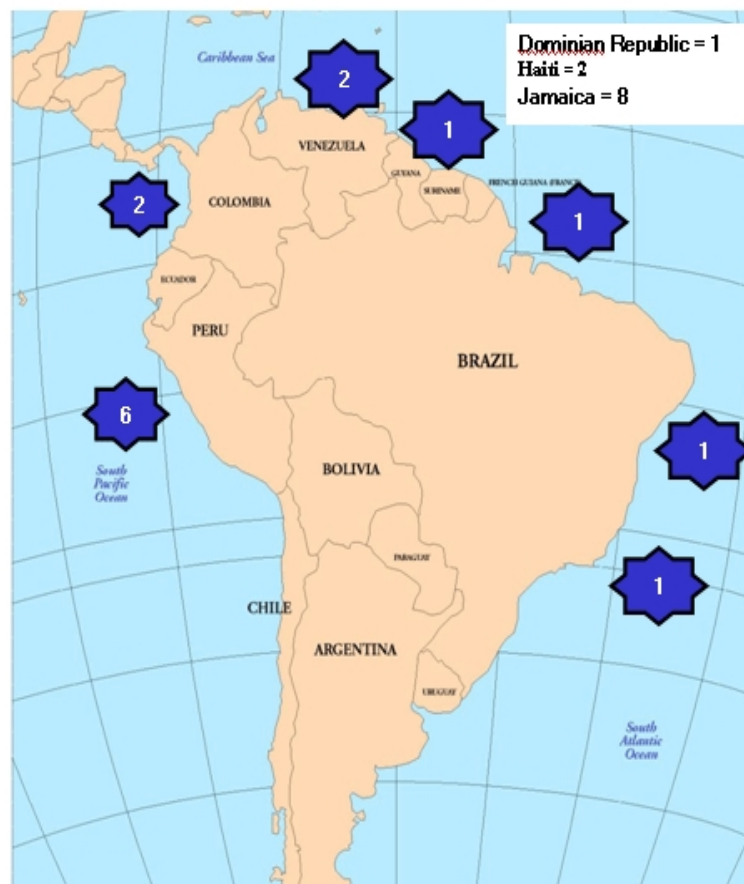 Caribbean Sea
2
Dominian Republic = 1
Haiti = 2
Jamaica = 8
1
VENEZUELA
GUYANA
SURINAME
FRENCH GUIANA (FRANCE)
2
COLOMBIA
1
ECUADOR
PERU
BRAZIL
6
1
South
Pacific
Ocean
BOLIVIA
PARAGUAY
1
CHILE
ARGENTINA
URUGUAY
South
Atlantic
Ocean